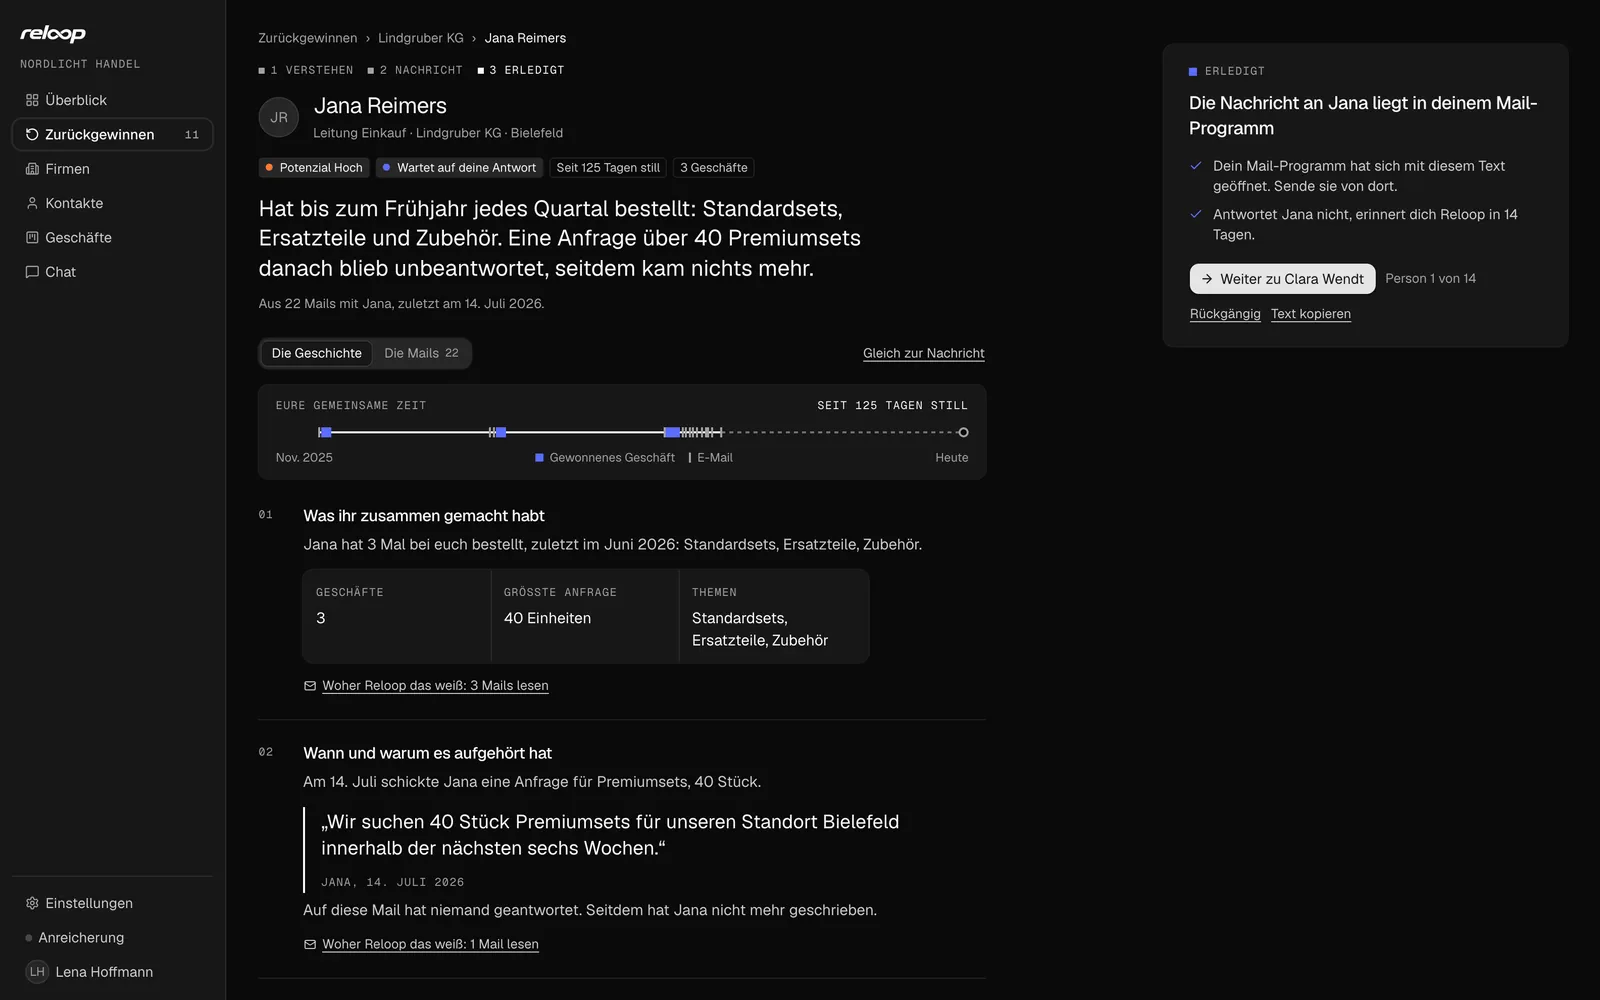 reloop
NORDLICHT HANDEL
Überblick
Zurückgewinnen 11
Firmen
Kontakte
Geschäfte
Chat
Einstellungen
Anreicherung
LH Lena Hoffmann
Zurückgewinnen › Lindgruber KG › Jana Reimers
1 VERSTEHEN 2 NACHRICHT 3 ERLEDIGT
JR
Jana Reimers
Leitung Einkauf · Lindgruber KG · Bielefeld
Potenzial Hoch Wartet auf deine Antwort Seit 125 Tagen still 3 Geschäfte
Hat bis zum Frühjahr jedes Quartal bestellt: Standardsets,
Ersatzteile und Zubehör. Eine Anfrage über 40 Premiumsets
danach blieb unbeantwortet, seitdem kam nichts mehr.
Aus 22 Mails mit Jana, zuletzt am 14. Juli 2026.
Die Geschichte Die Mails 22 Gleich zur Nachricht
EURE GEMEINSAME ZEIT SEIT 125 TAGEN STILL
Nov. 2025 Gewonnenes Geschäft E-Mail Heute
01 Was ihr zusammen gemacht habt
Jana hat 3 Mal bei euch bestellt, zuletzt im Juni 2026: Standardsets, Ersatzteile, Zubehör.
GESCHÄFTE
3
GRÖSSTE ANFRAGE
40 Einheiten
THEMEN
Standardsets,
Ersatzteile, Zubehör
Woher Reloop das weiß: 3 Mails lesen
02 Wann und warum es aufgehört hat
Am 14. Juli schickte Jana eine Anfrage für Premiumsets, 40 Stück.
„Wir suchen 40 Stück Premiumsets für unseren Standort Bielefeld
innerhalb der nächsten sechs Wochen.“
JANA, 14. JULI 2026
Auf diese Mail hat niemand geantwortet. Seitdem hat Jana nicht mehr geschrieben.
Woher Reloop das weiß: 1 Mail lesen
ERLEDIGT
Die Nachricht an Jana liegt in deinem Mail-
Programm
Dein Mail-Programm hat sich mit diesem Text
geöffnet. Sende sie von dort.
Antwortet Jana nicht, erinnert dich Reloop in 14
Tagen.
→ Weiter zu Clara Wendt Person 1 von 14
Rückgängig Text kopieren